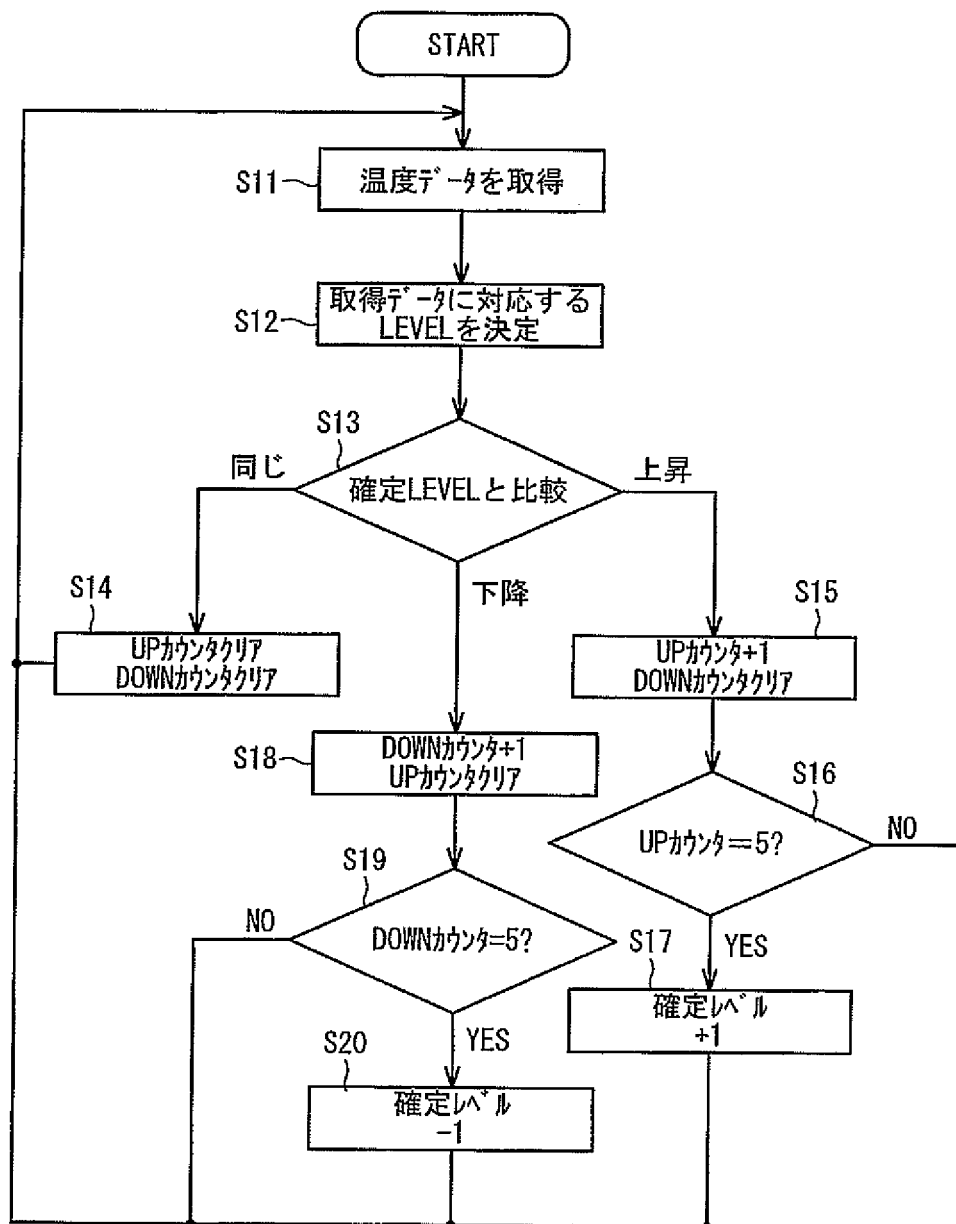 START
S11
温度データを取得
S12
取得データに対応する
LEVELを決定
S13
同じ
確定LEVELと比較
上昇
下降
S14
UPカウンタクリア
DOWNカウンタクリア
S15
UPカウンタ+1
DOWNカウンタクリア
S18
DOWNカウンタ+1
UPカウンタクリア
S16
UPカウンタ=5?
NO
S19
NO
DOWNカウンタ=5?
YES
S17
確定レベル
+1
YES
S20
確定レベル
-1